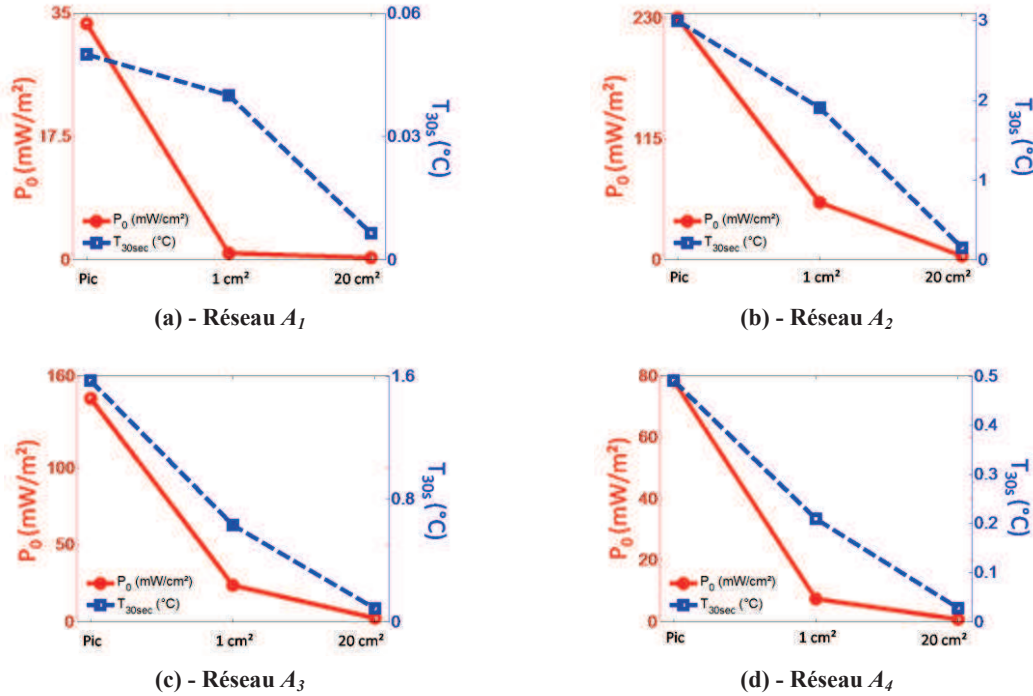 35
17.5
0
P₀ (mW/m²)
0.06
0.03
0
T₃₀ₛ (°C)
P₀ (mW/cm²)
T₃₀ₛₑ꜀ (°C)
Pic 1 cm² 20 cm²
(a) - Réseau A₁
230
115
0
P₀ (mW/m²)
3
2
1
0
T₃₀ₛ (°C)
P₀ (mW/cm²)
T₃₀ₛₑ꜀ (°C)
Pic 1 cm² 20 cm²
(b) - Réseau A₂
160
100
50
0
P₀ (mW/m²)
1.6
0.8
0
T₃₀ₛ (°C)
P₀ (mW/cm²)
T₃₀ₛₑ꜀ (°C)
Pic 1 cm² 20 cm²
(c) - Réseau A₃
80
60
40
20
0
P₀ (mW/m²)
0.5
0.4
0.3
0.2
0.1
0
T₃₀ₛ (°C)
P₀ (mW/cm²)
T₃₀ₛₑ꜀ (°C)
Pic 1 cm² 20 cm²
(d) - Réseau A₄